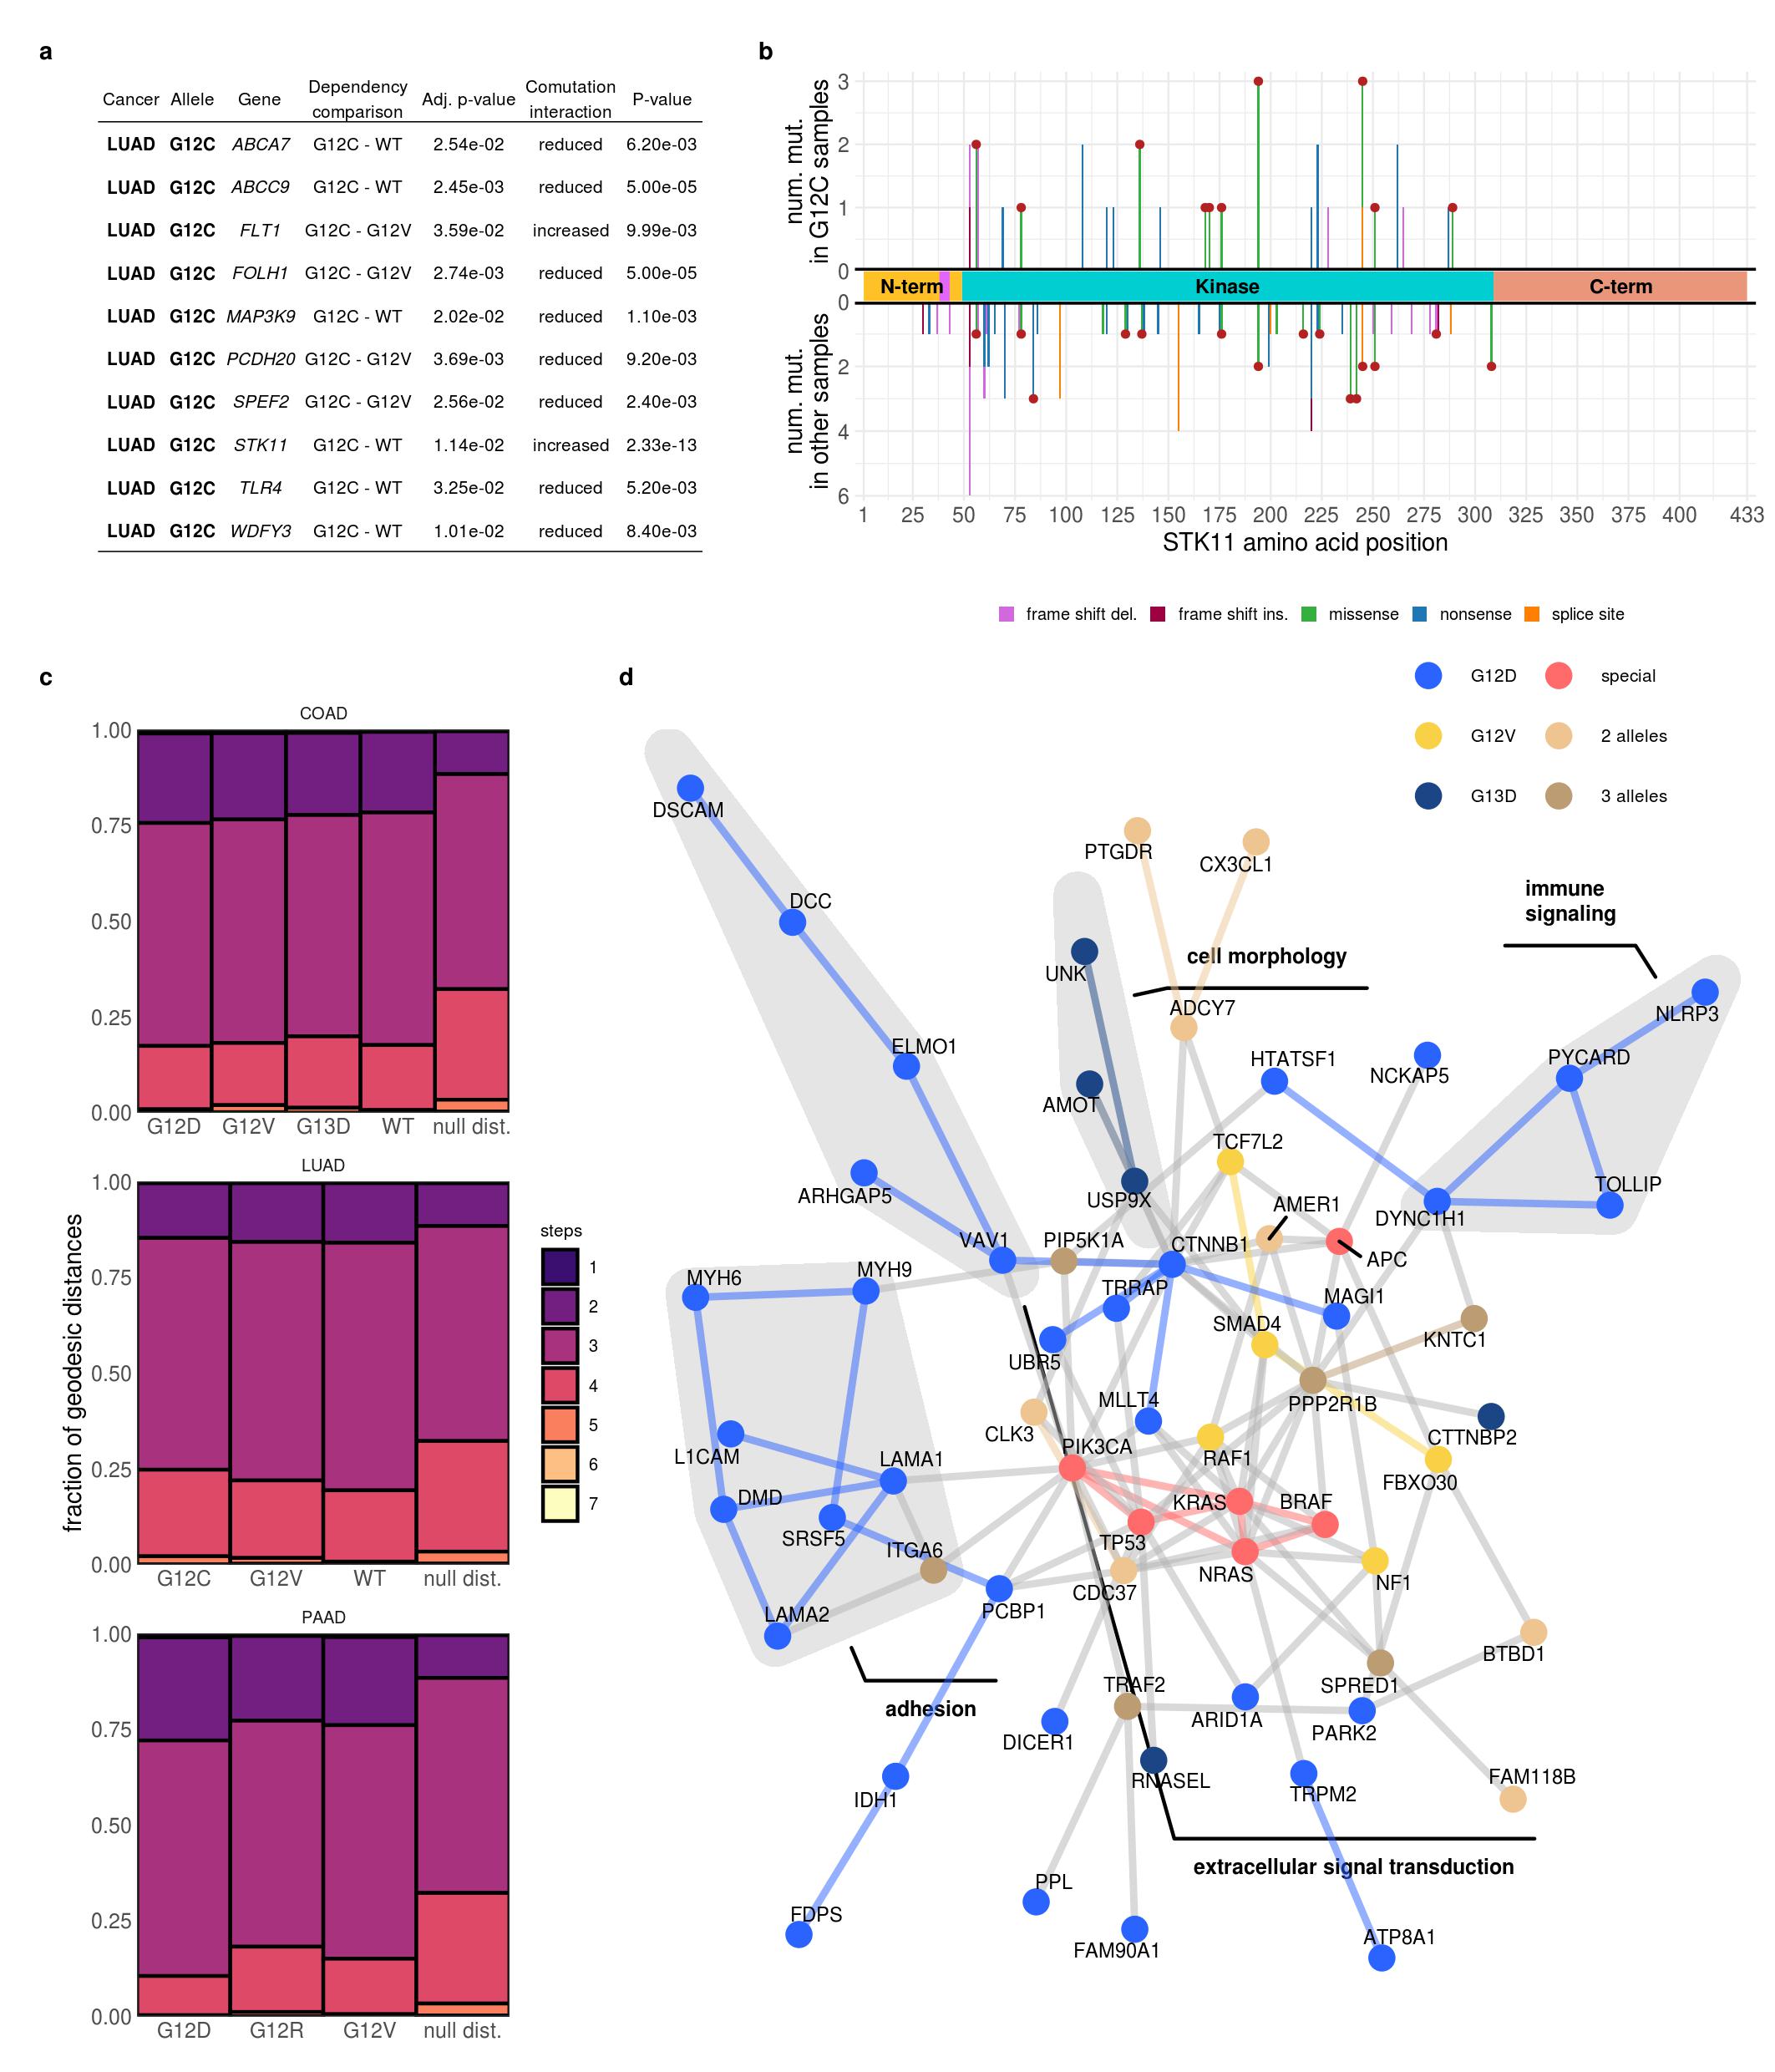 a
Cancer Allele Gene Dependency comparison Adj. p-value Comutation interaction P-value
LUAD G12C ABCA7 G12C - WT 2.54e-02 reduced 6.20e-03
LUAD G12C ABCC9 G12C - WT 2.45e-03 reduced 5.00e-05
LUAD G12C FLT1 G12C - G12V 3.59e-02 increased 9.99e-03
LUAD G12C FOLH1 G12C - G12V 2.74e-03 reduced 5.00e-05
LUAD G12C MAP3K9 G12C - WT 2.02e-02 reduced 1.10e-03
LUAD G12C PCDH20 G12C - G12V 3.69e-03 reduced 9.20e-03
LUAD G12C SPEF2 G12C - G12V 2.56e-02 reduced 2.40e-03
LUAD G12C STK11 G12C - WT 1.14e-02 increased 2.33e-13
LUAD G12C TLR4 G12C - WT 3.25e-02 reduced 5.20e-03
LUAD G12C WDFY3 G12C - WT 1.01e-02 reduced 8.40e-03
b
num. mut.
in G12C samples
3
2
1
0
N-term Kinase C-term
num. mut.
in other samples
0
2
4
6
1 25 50 75 100 125 150 175 200 225 250 275 300 325 350 375 400 433
STK11 amino acid position
frame shift del. frame shift ins. missense nonsense splice site
c
fraction of geodesic distances
COAD
1.00
0.75
0.50
0.25
0.00
G12D G12V G13D WT null dist.
LUAD
1.00
0.75
0.50
0.25
0.00
G12C G12V WT null dist.
PAAD
1.00
0.75
0.50
0.25
0.00
G12D G12R G12V null dist.
steps
1
2
3
4
5
6
7
d
G12D special
G12V 2 alleles
G13D 3 alleles
DSCAM
PTGDR
CX3CL1
DCC
immune
signaling
UNK
cell morphology
ADCY7
NLRP3
ELMO1
HTATSF1
NCKAP5
PYCARD
AMOT
TCF7L2
ARHGAP5
USP9X
AMER1
TOLLIP
DYNC1H1
VAV1
PIP5K1A
CTNNB1
APC
MYH6
MYH9
TRRAP
MAGI1
SMAD4
KNTC1
UBR5
MLLT4
PPP2R1B
CLK3
PIK3CA
CTTNBP2
L1CAM
LAMA1
RAF1
FBXO30
DMD
KRAS
BRAF
SRSF5
TP53
ITGA6
NRAS
NF1
CDC37
PCBP1
LAMA2
BTBD1
TRAF2
SPRED1
adhesion
ARID1A
PARK2
DICER1
RNASEL
TRPM2
FAM118B
IDH1
extracellular signal transduction
PPL
FDPS
FAM90A1
ATP8A1